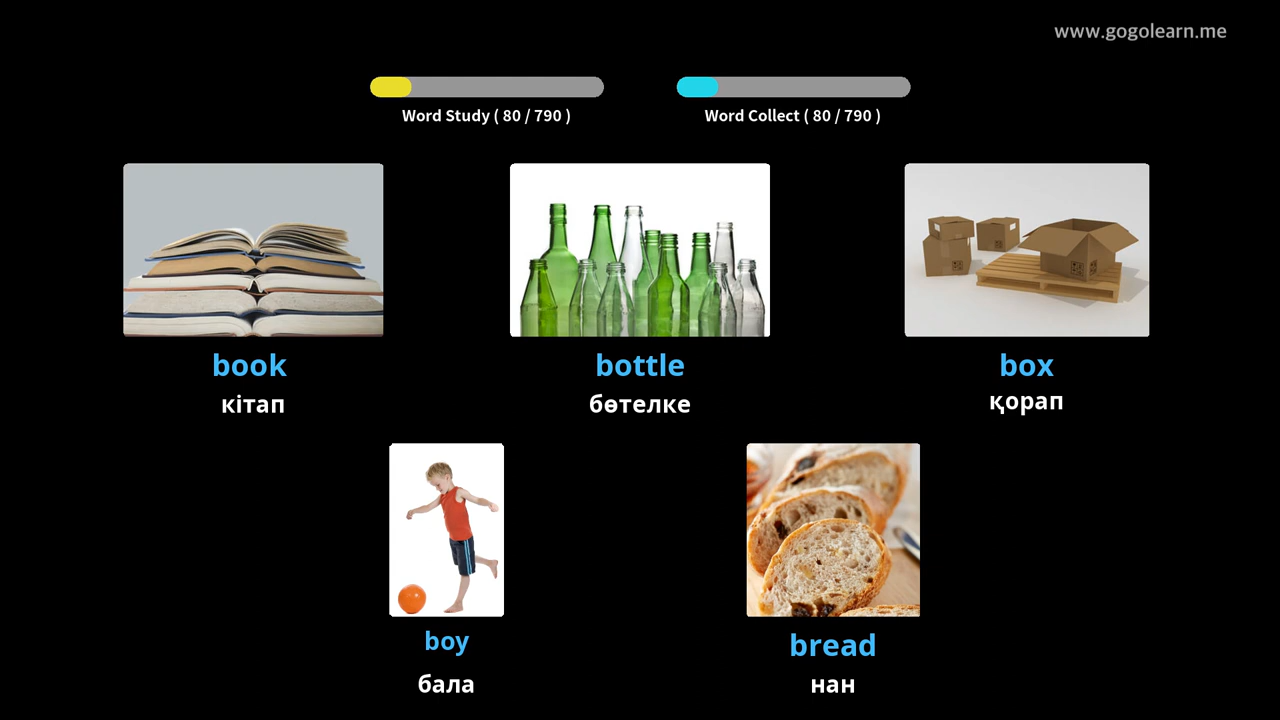 www.gogolearn.me
Word Study ( 80 / 790 )
Word Collect ( 80 / 790 )
book
кітап
bottle
бөтелке
box
қорап
boy
бала
bread
нан